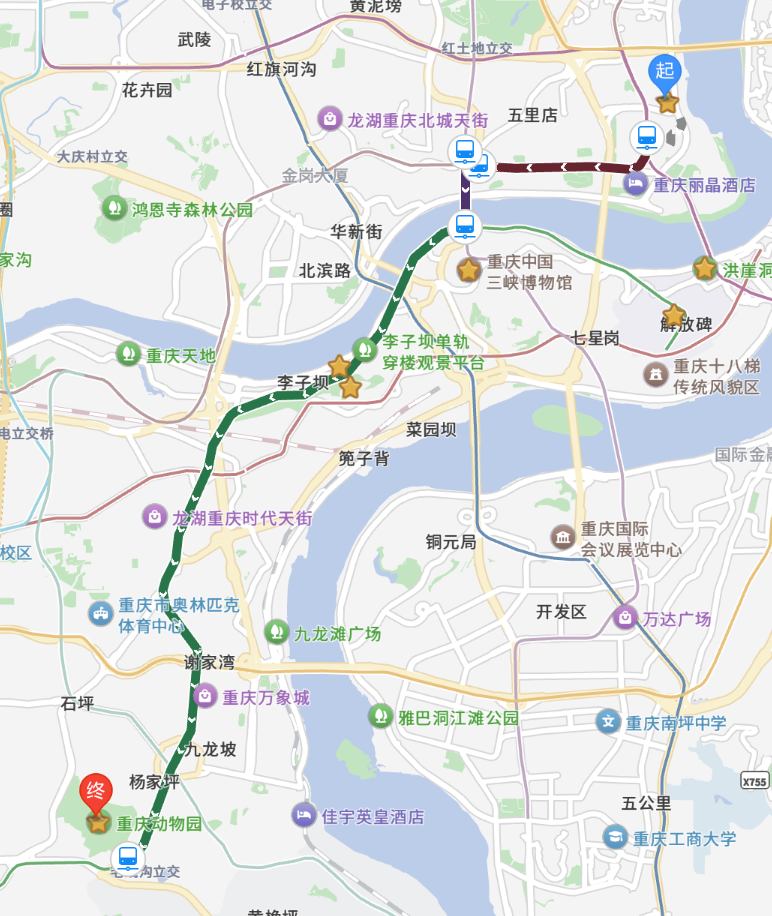 电子校立交
黄泥塝
武陵
红土地立交
红旗河沟
起
花卉园
龙湖重庆北城天街
五里店
大庆村立交
金岗大厦
重庆丽晶酒店
圈
鸿恩寺森林公园
华新街
家沟
北滨路
重庆中国
三峡博物馆
洪崖洞
解放碑
李子坝单轨
穿楼观景平台
七星岗
重庆天地
李子坝
重庆十八梯
传统风貌区
菜园坝
电立交桥
兜子背
国际金融
龙湖重庆时代天街
铜元局
重庆国际
会议展览中心
校区
重庆市奥林匹克
体育中心
开发区
万达广场
九龙滩广场
谢家湾
重庆万象城
石坪
雅巴洞江滩公园
重庆南坪中学
九龙坡
杨家坪
X755
终
五公里
佳宇英皇酒店
重庆动物园
重庆工商大学